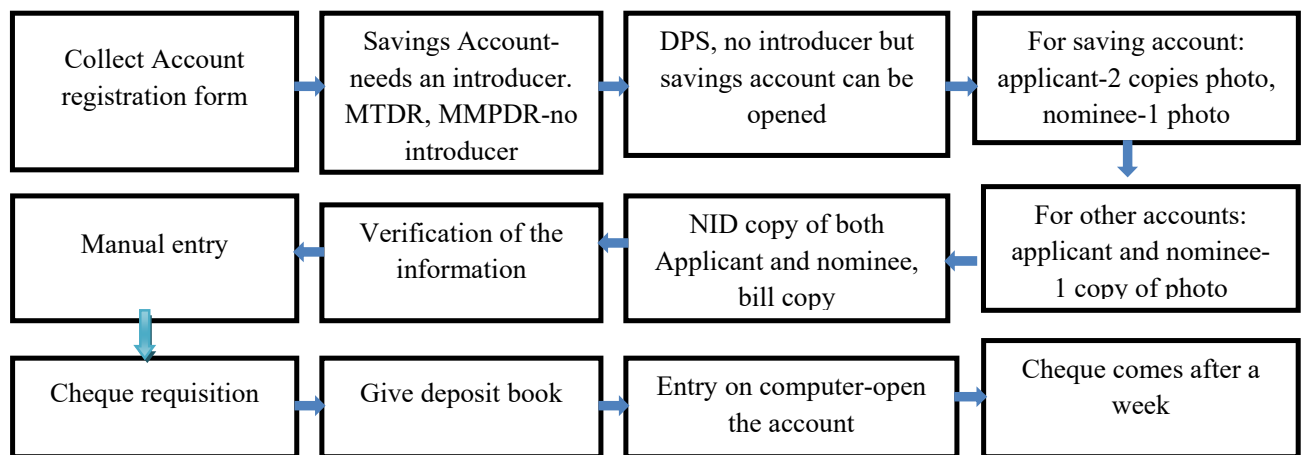 Collect Account
registration form
Savings Account-
needs an introducer.
MTDR, MMPDR-no
introducer
DPS, no introducer but
savings account can be
opened
For saving account:
applicant-2 copies photo,
nominee-1 photo
For other accounts:
applicant and nominee-
1 copy of photo
NID copy of both
Applicant and nominee,
bill copy
Verification of the
information
Manual entry
Cheque requisition
Give deposit book
Entry on computer-open
the account
Cheque comes after a
week